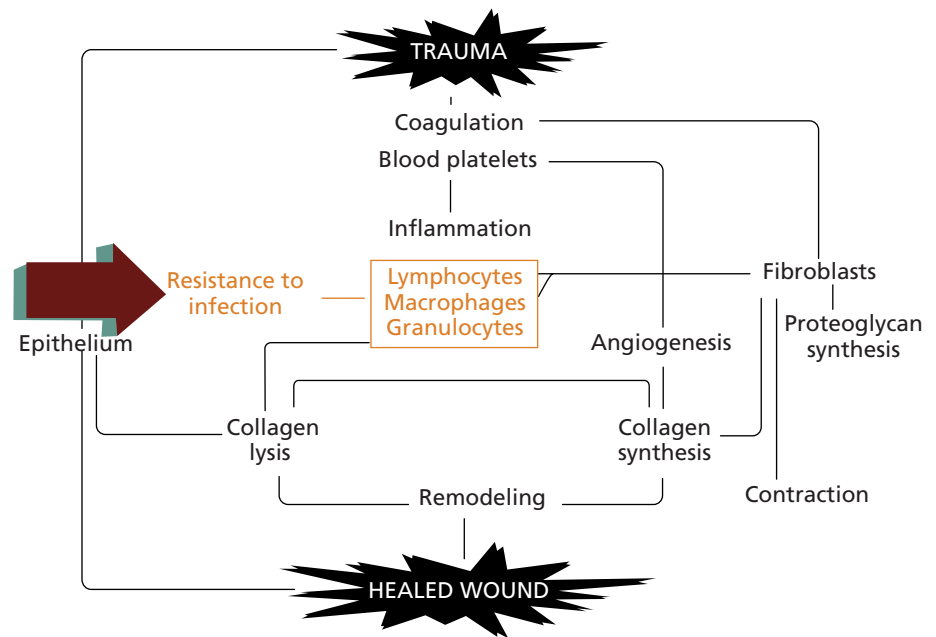 TRAUMA
Coagulation
Blood platelets
Inflammation
Resistance to
infection
Lymphocytes
Macrophages
Granulocytes
Fibroblasts
Proteoglycan
synthesis
Epithelium
Angiogenesis
Collagen
lysis
Collagen
synthesis
Remodeling
Contraction
HEALED WOUND